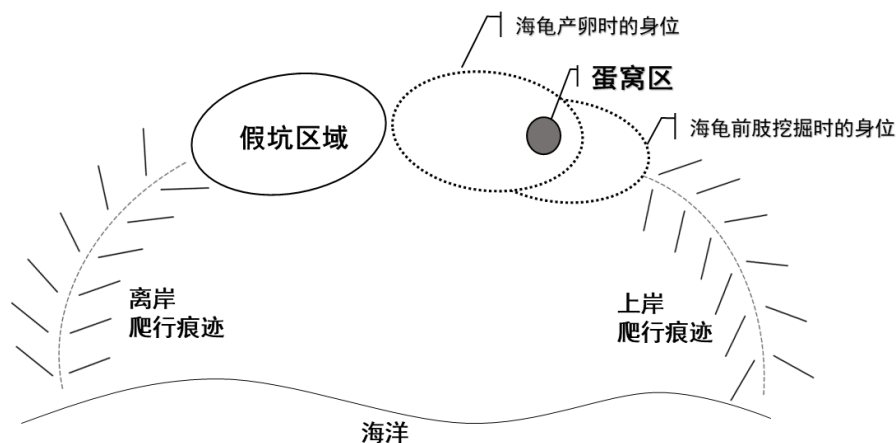 海龟产卵时的身位
蛋窝区
假坑区域
海龟前肢挖掘时的身位
离岸
爬行痕迹
上岸
爬行痕迹
海洋